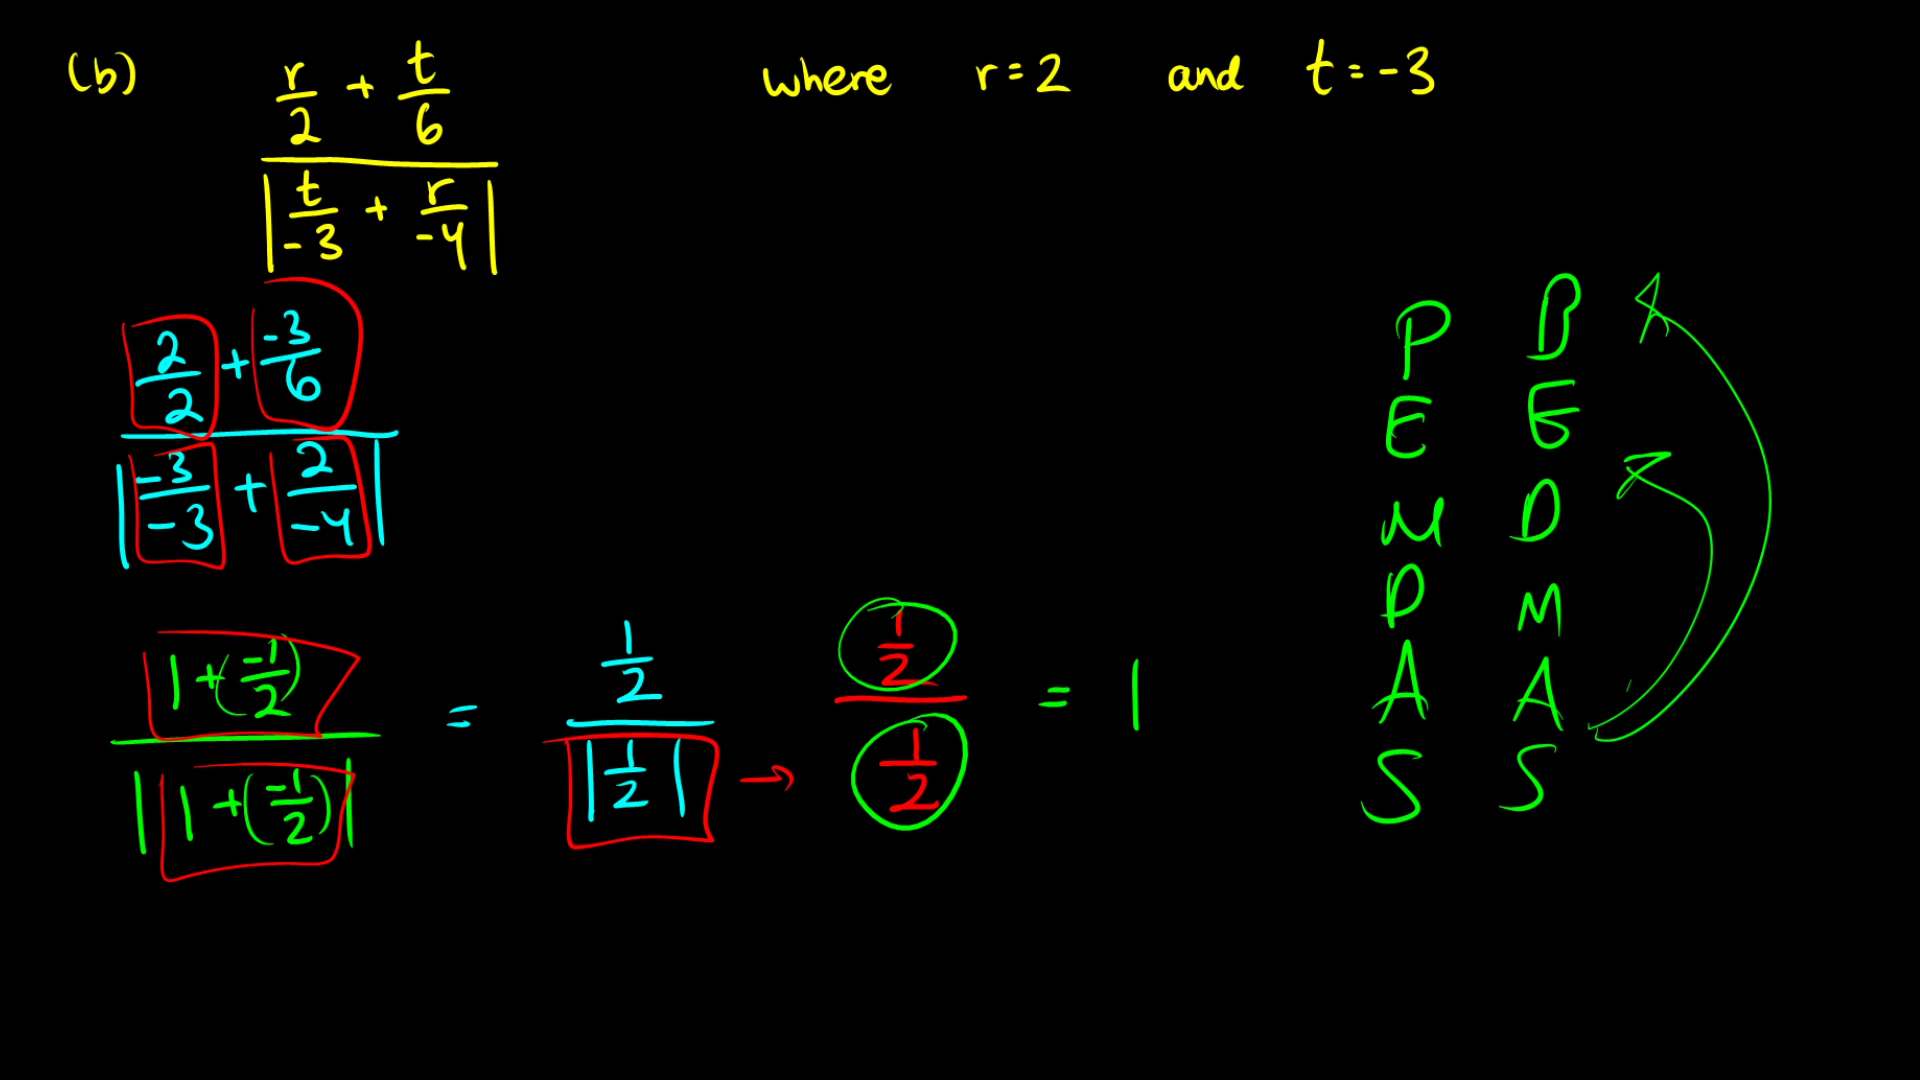 (b) r/2 + t/6 where r = 2 and t = -3
| t/-3 + r/-4 |
2/2 + -3/6
| -3/-3 + 2/-4 |
1 + (-1/2) = 1/2 1/2 = 1
| 1 + (-1/2) | | 1/2 | → 1/2
P B
E E
M D
D M
A A
S S